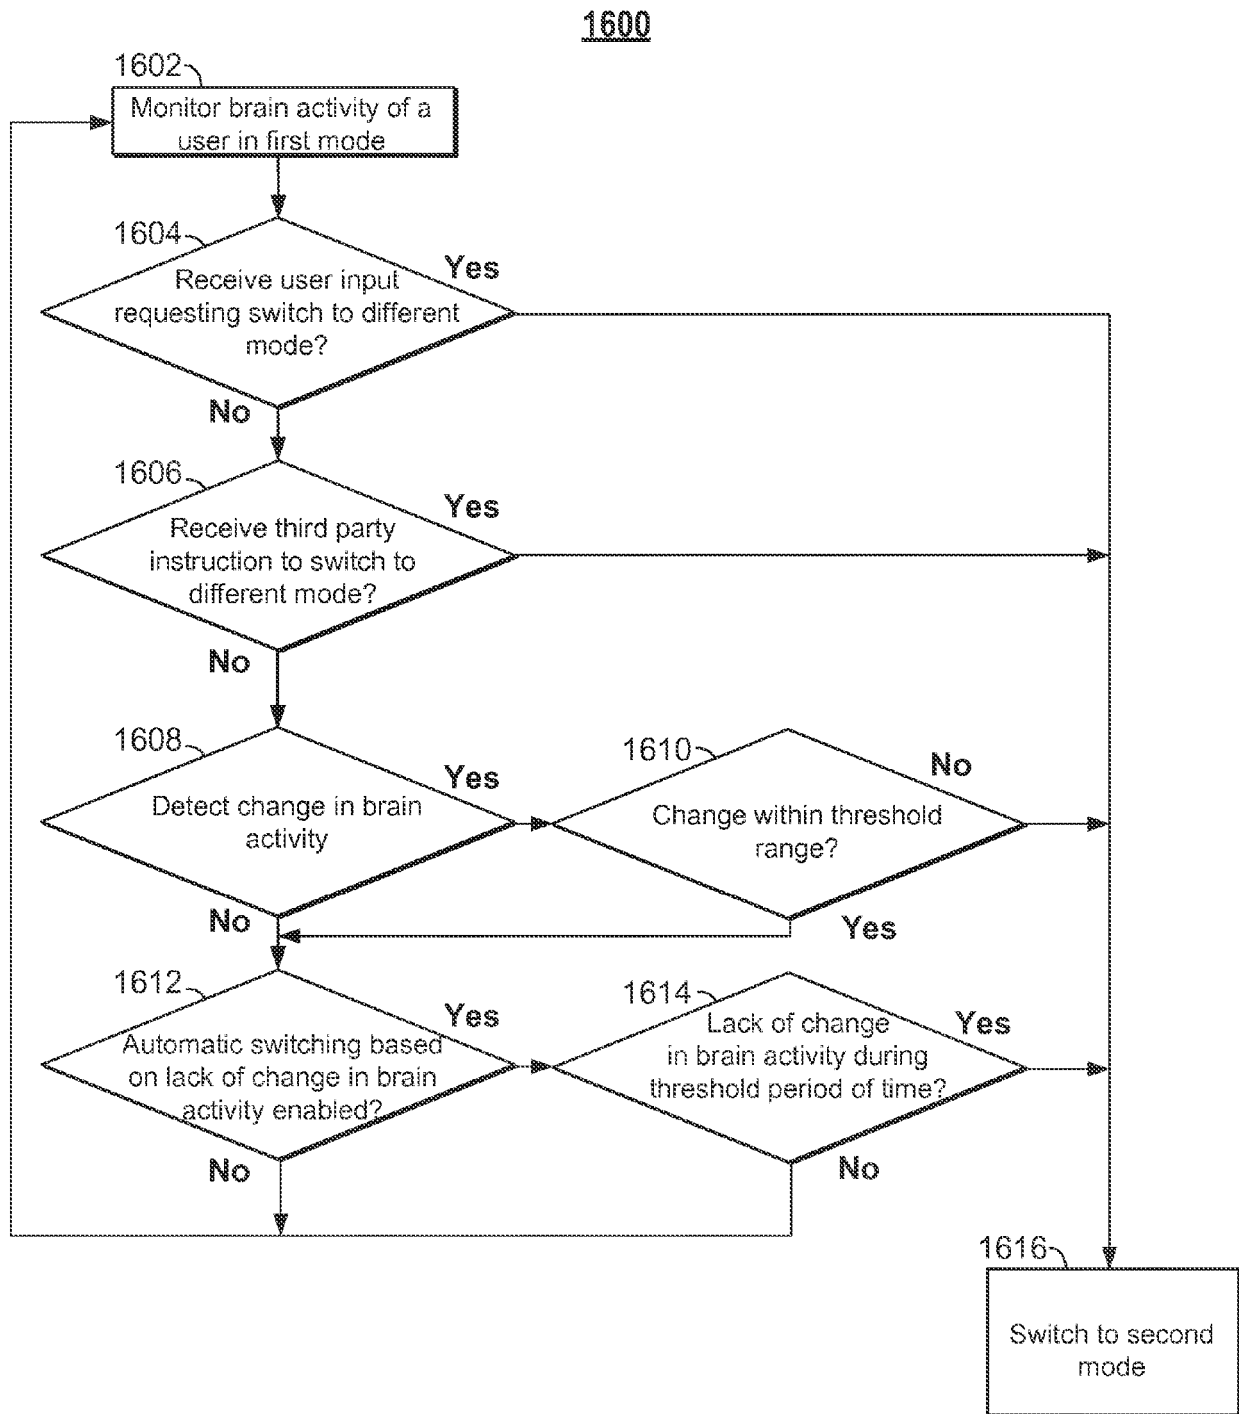 1600
1602
Monitor brain activity of a
user in first mode
1604
Yes
Receive user input
requesting switch to different
mode?
No
1606
Yes
Receive third party
instruction to switch to
different mode?
No
1608
Yes
Detect change in brain
activity
No
1610
No
Change within threshold
range?
Yes
1612
Yes
Automatic switching based
on lack of change in brain
activity enabled?
No
1614
Yes
Lack of change
in brain activity during
threshold period of time?
No
1616
Switch to second
mode